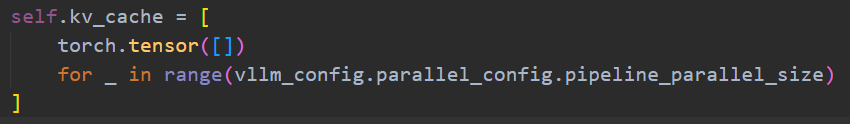 self.kv_cache = [
    torch.tensor([])
    for _ in range(vllm_config.parallel_config.pipeline_parallel_size)
]